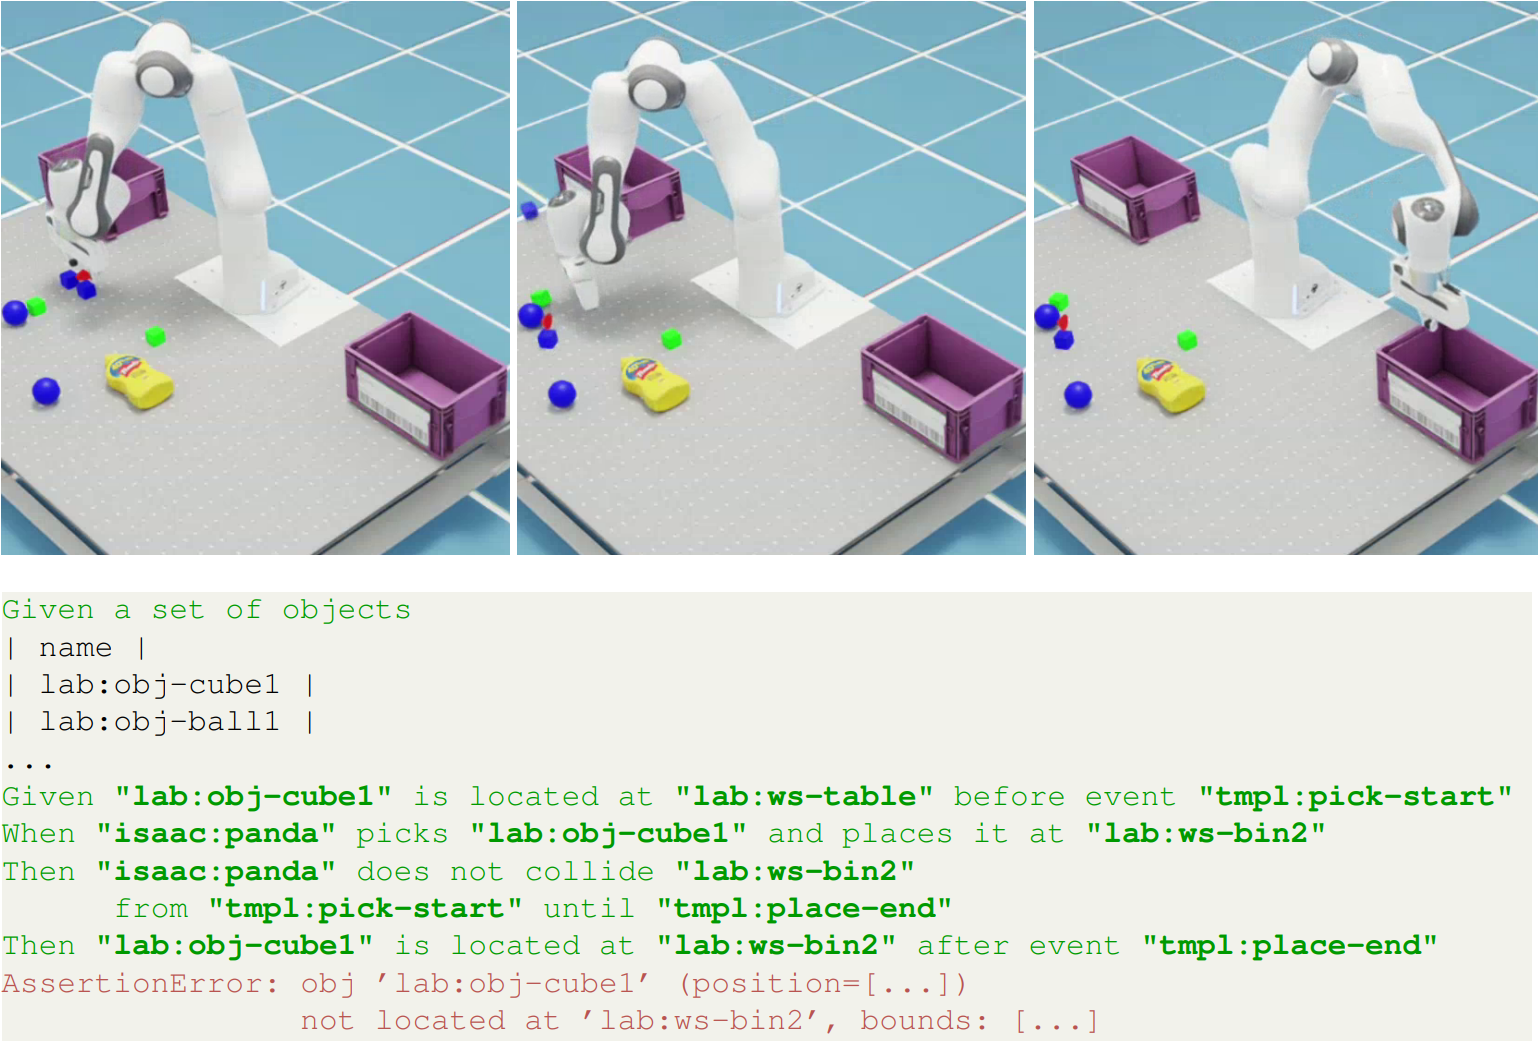 Given a set of objects
| name |
| lab:obj-cube1 |
| lab:obj-ball1 |
...
Given "lab:obj-cube1" is located at "lab:ws-table" before event "tmpl:pick-start"
When "isaac:panda" picks "lab:obj-cube1" and places it at "lab:ws-bin2"
Then "isaac:panda" does not collide "lab:ws-bin2"
from "tmpl:pick-start" until "tmpl:place-end"
Then "lab:obj-cube1" is located at "lab:ws-bin2" after event "tmpl:place-end"
AssertionError: obj ’lab:obj-cube1’ (position=[...])
not located at ’lab:ws-bin2’, bounds: [...]